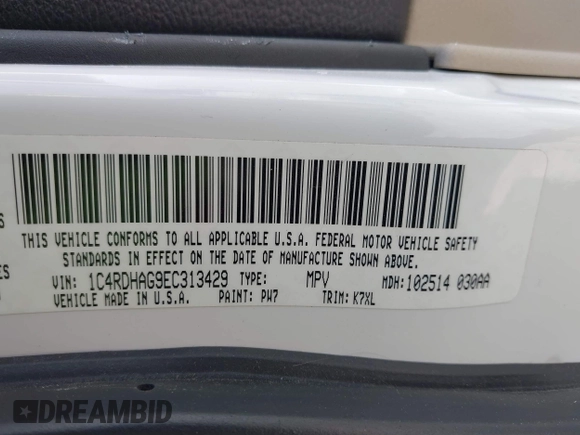 THIS VEHICLE CONFORMS TO ALL APPLICABLE U.S.A. FEDERAL MOTOR VEHICLE SAFETY
STANDARDS IN EFFECT ON THE DATE OF MANUFACTURE SHOWN ABOVE.
VIN: 1C4RDHAG9EC313429 TYPE: MPV MDH: 102514 030AA
VEHICLE MADE IN U.S.A. PAINT: PW7 TRIM: K7XL
DREAMBID